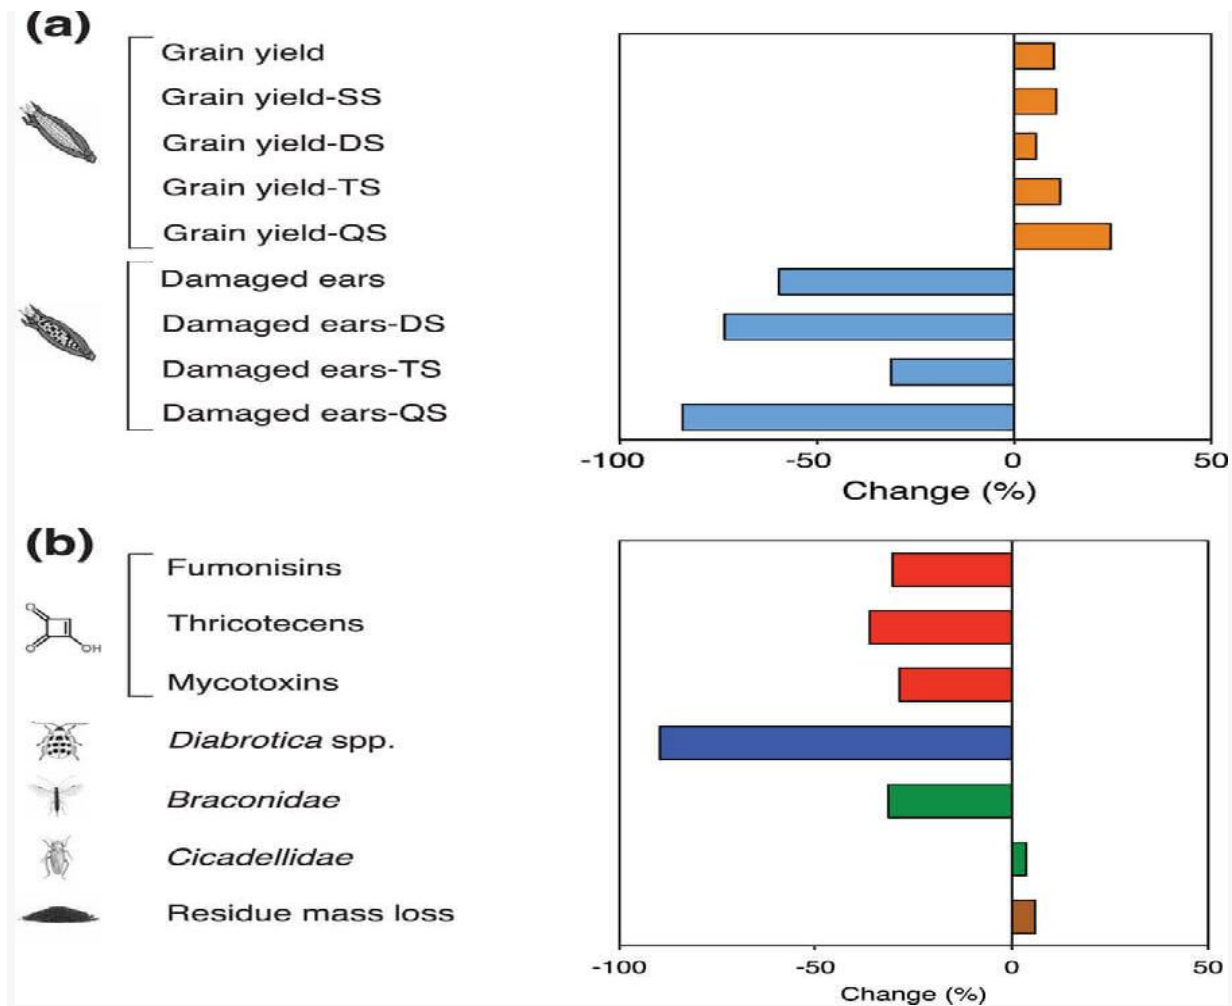 (a)
Grain yield
Grain yield-SS
Grain yield-DS
Grain yield-TS
Grain yield-QS
Damaged ears
Damaged ears-DS
Damaged ears-TS
Damaged ears-QS
-100 -50 0 50
Change (%)
(b)
Fumonisins
Thricotecens
Mycotoxins
O
O OH
Diabrotica spp.
Braconidae
Cicadellidae
Residue mass loss
-100 -50 0 50
Change (%)